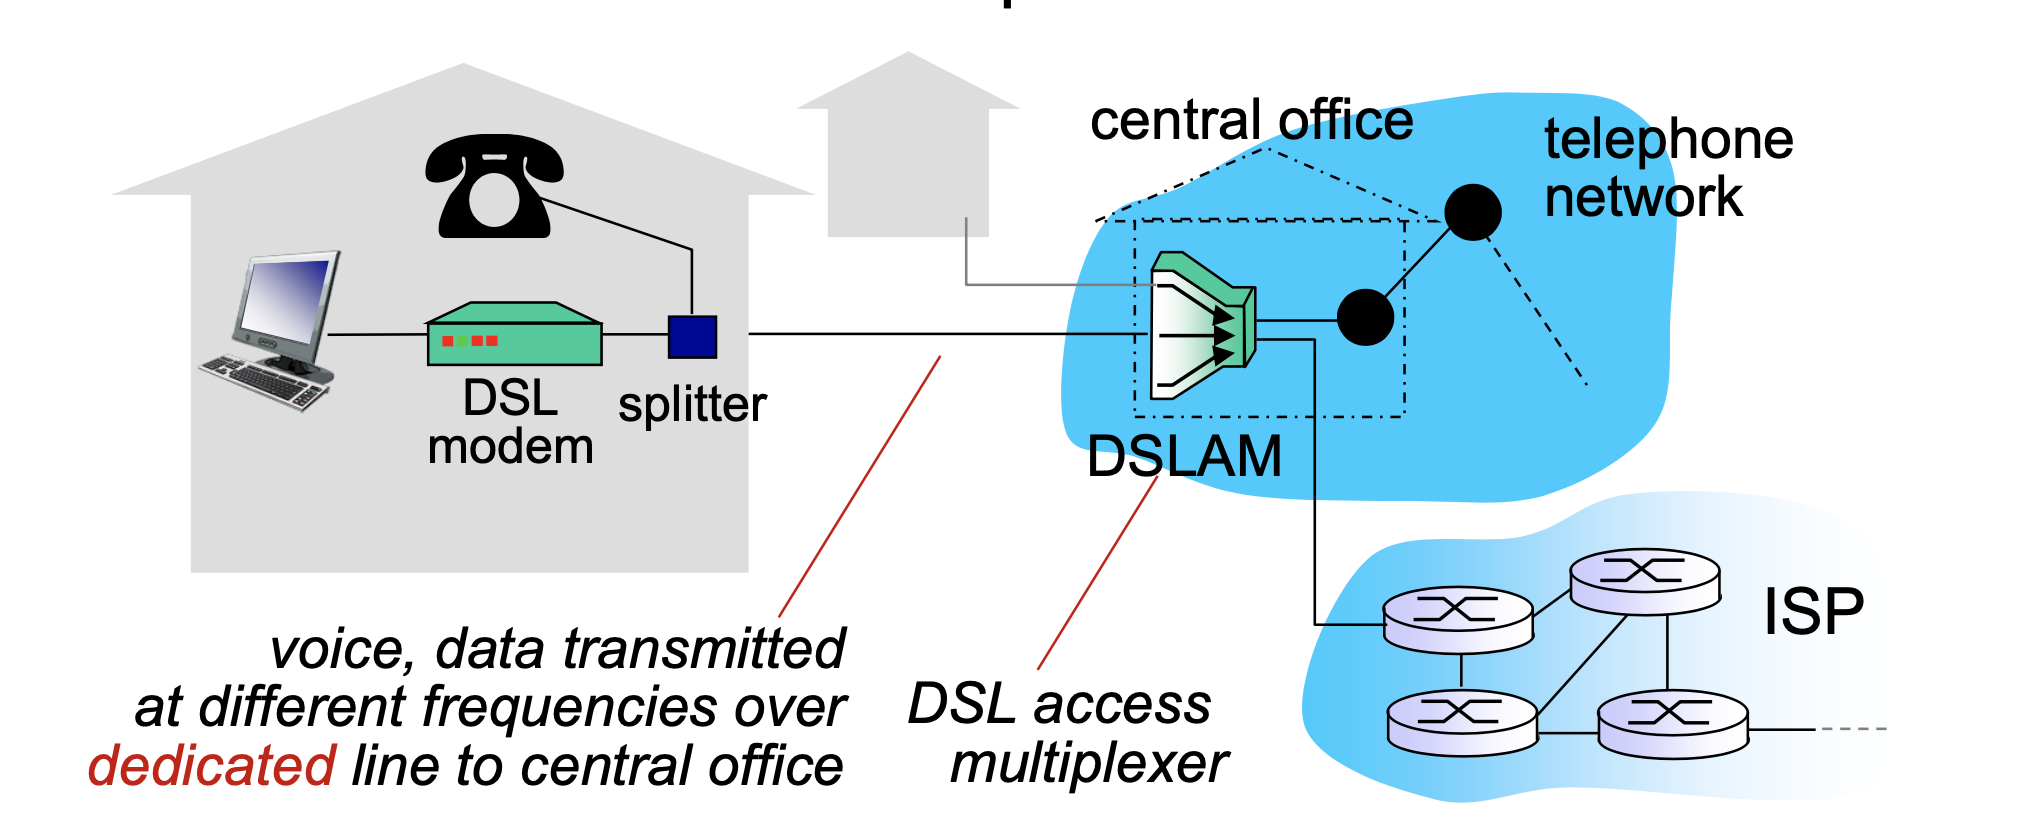 central office
telephone
network
DSL
modem
splitter
DSLAM
ISP
voice, data transmitted
at different frequencies over
dedicated line to central office
DSL access
multiplexer